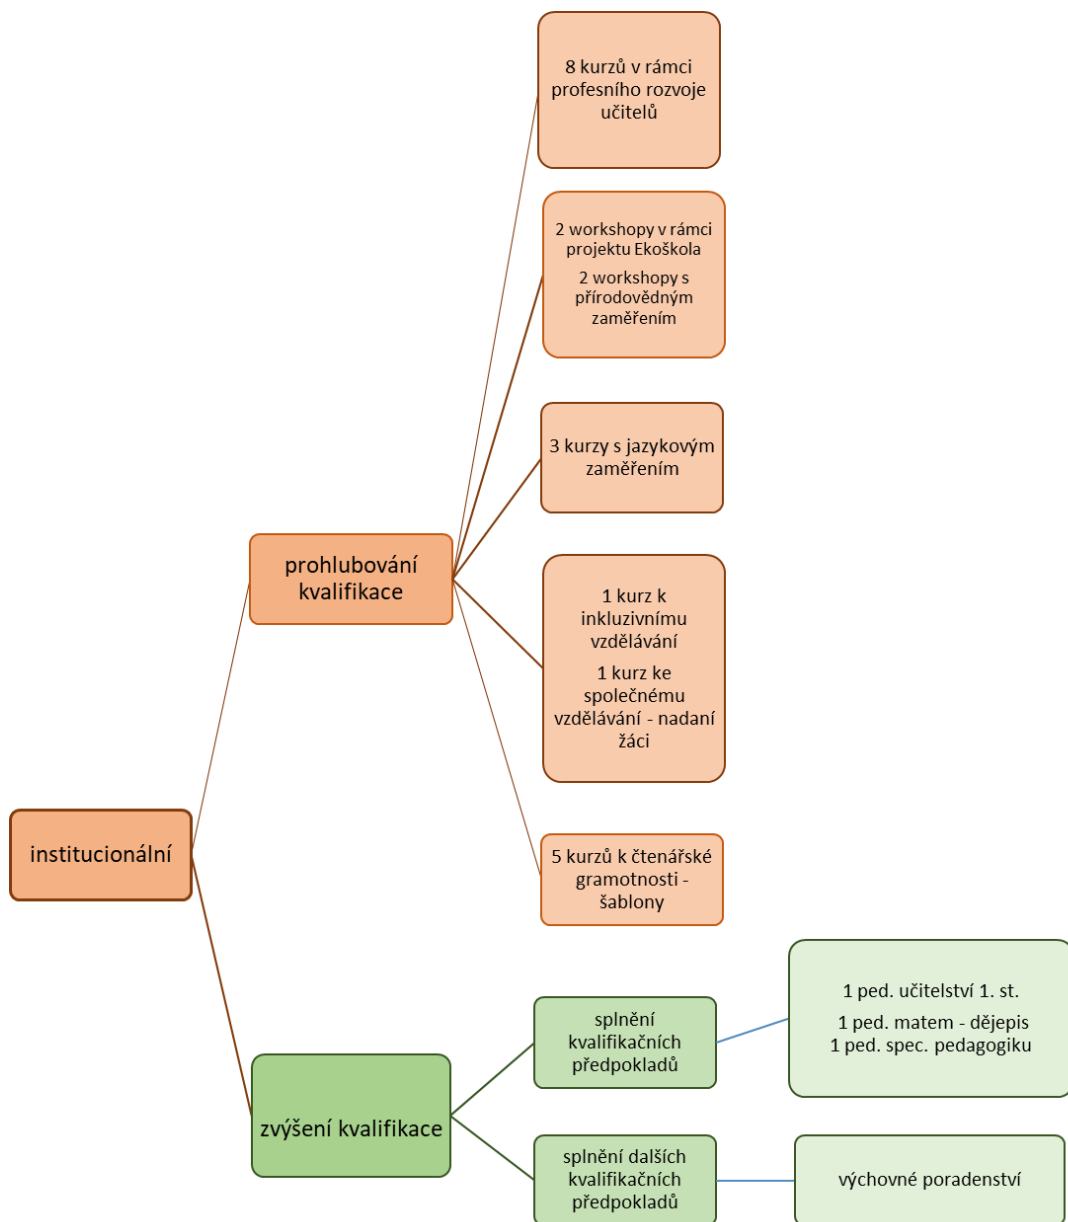 8 kurzů v rámci
profesního rozvoje
učitelů
2 workshopy v rámci
projektu Ekoškola
2 workshopy s
přírodovědným
zaměřením
3 kurzy s jazykovým
zaměřením
prohlubování
kvalifikace
1 kurz k
inkluzivnímu
vzdělávání
1 kurz ke
společnému
vzdělávání - nadaní
žáci
institucionální
5 kurzů k čtenářské
gramotnosti -
šablony
zvýšení kvalifikace
splnění
kvalifikačních
předpokladů
1 ped. učitelství 1. st.
1 ped. matem - dějepis
1 ped. spec. pedagogiku
splnění dalších
kvalifikačních
předpokladů
výchovné poradenství